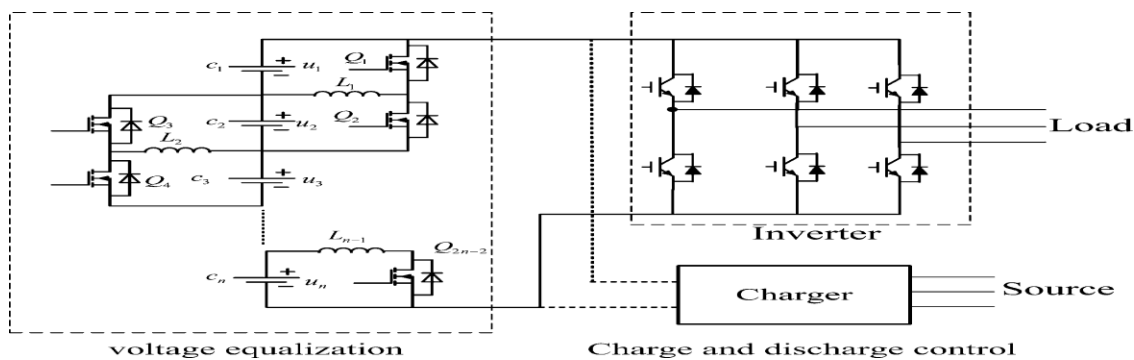 Q1
c1 + u1
L1
Q3 c2 + u2 Q2
L2
Q4 c3 + u3
Load
Inverter
Ln−1 Q2n−2
cn + un
Charger Source
voltage equalization Charge and discharge control